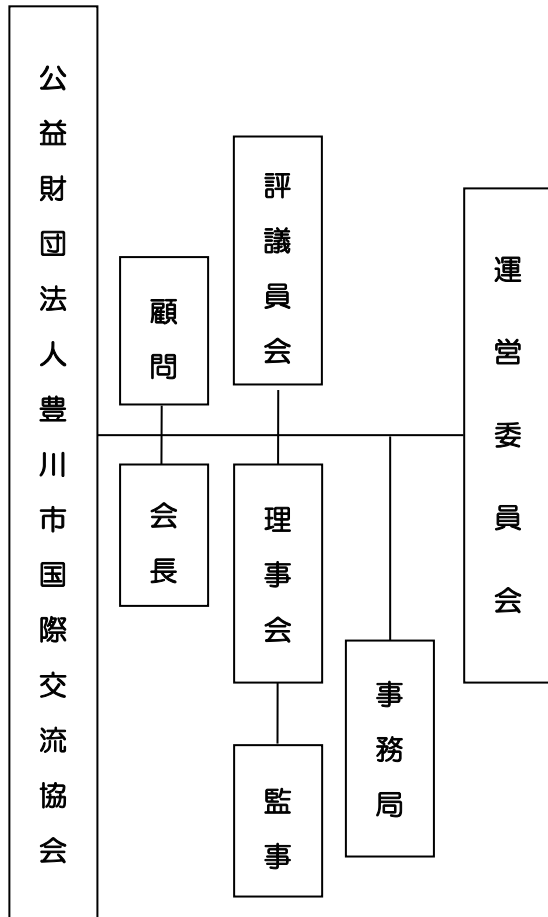 公益財団法人豊川市国際交流協会
顧問
会長
評議員会
理事会
監事
事務局
運営委員会